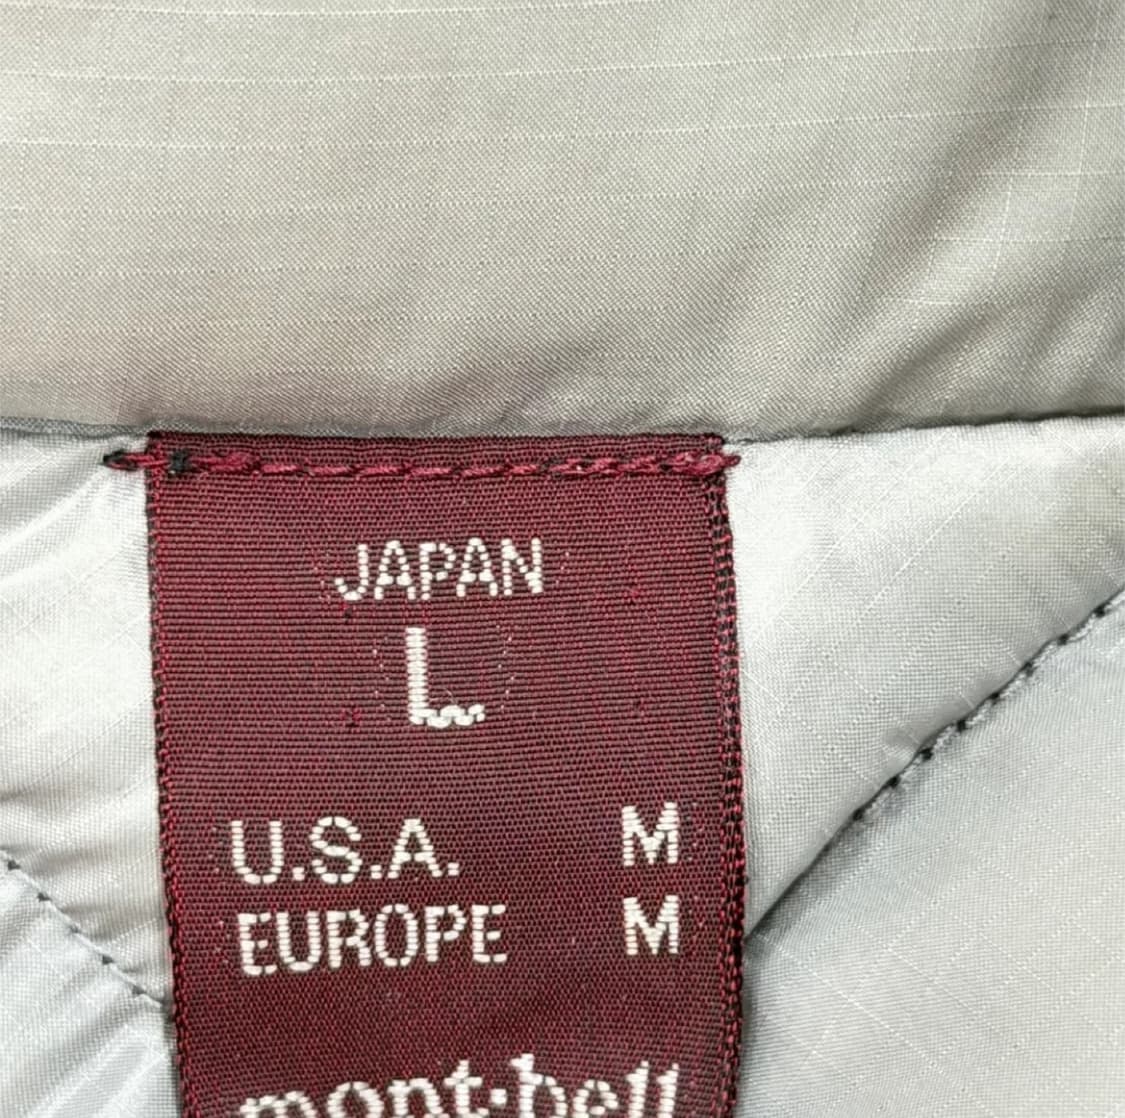 JAPAN
L
U.S.A. M
EUROPE M
mont-bell